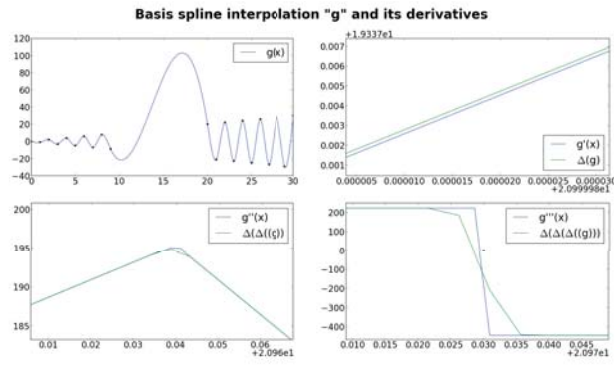 Basis spline interpolation "g" and its derivatives
120
100
80
60
40
20
0
−20
−40
0 5 10 15 20 25 30
g(x)
+1.9337e1
0.007
0.006
0.005
0.004
0.003
0.002
0.001
0.000005 0.000010 0.000015 0.000020 0.000025 0.000030
+2.099998e1
g'(x)
Δ(g)
200
195
190
185
0.01 0.02 0.03 0.04 0.05 0.06
+2.096e1
g''(x)
Δ(Δ((g))
200
100
0
−100
−200
−300
−400
0.010 0.015 0.020 0.025 0.030 0.035 0.040 0.045
+2.097e1
g'''(x)
Δ(Δ(Δ((g)))